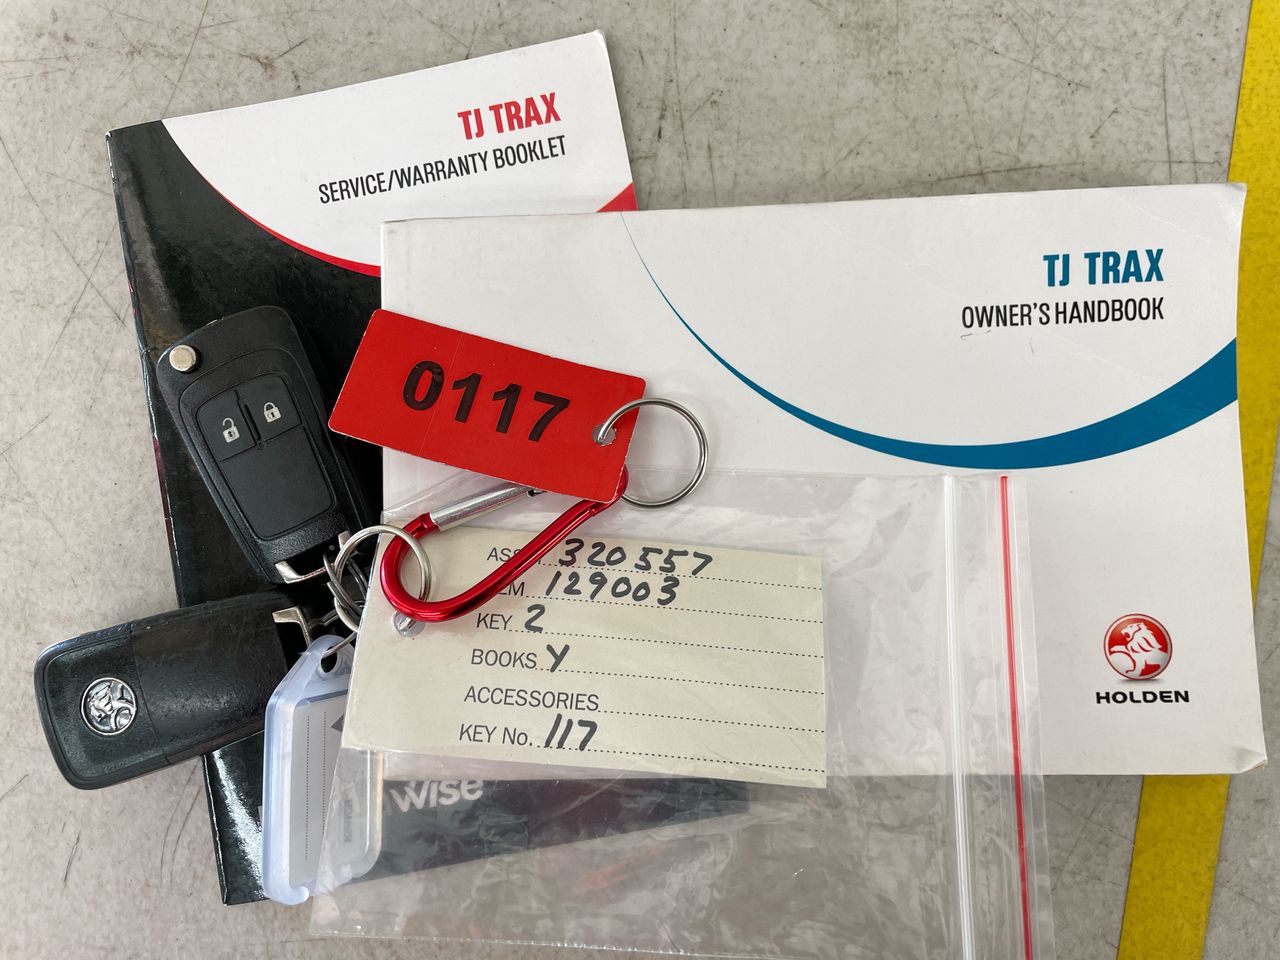 TJ TRAX
SERVICE/WARRANTY BOOKLET
TJ TRAX
OWNER'S HANDBOOK
0117
320557
129003
KEY 2
BOOKS Y
ACCESSORIES
KEY No. 117
HOLDEN
wise